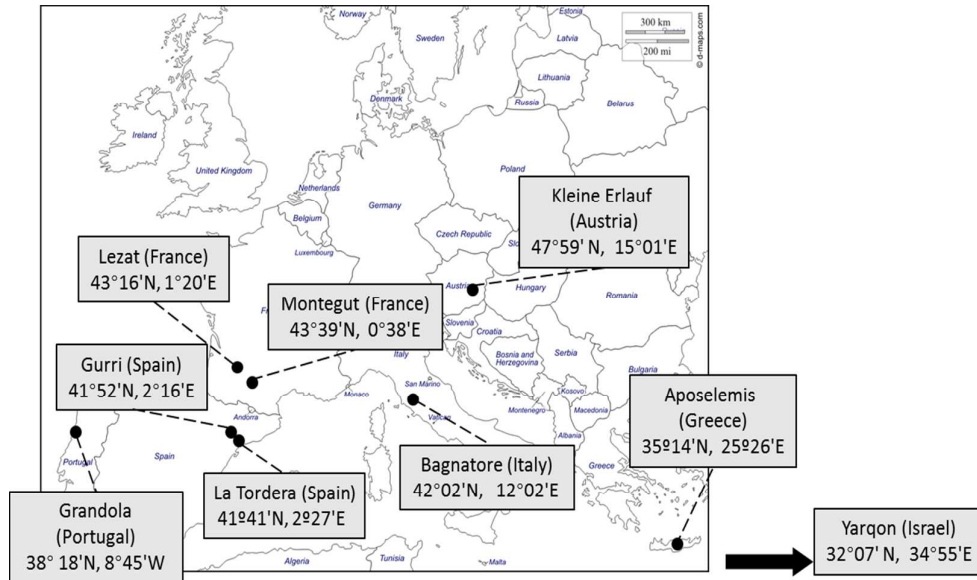 Norway
Sweden
Estonia
300 km
200 mi
© d-maps.com
Latvia
Lithuania
Russia
Belarus
Denmark
Ireland
United Kingdom
Netherlands
Poland
Germany
Belgium
Kleine Erlauf
(Austria)
47°59' N, 15°01'E
Czech Republic
Luxembourg
Lezat (France)
43°16'N, 1°20'E
Montegut (France)
43°39'N, 0°38'E
Austria
Hungary
Romania
Slovenia
Croatia
Italy
Bosnia and
Herzegovina
Serbia
Gurri (Spain)
41°52'N, 2°16'E
San Marino
Monaco
Bulgaria
Kosovo
Vatican
Montenegro
Macedonia
Andorra
Albania
Aposelemis
(Greece)
35º14'N, 25º26'E
Portugal
Spain
Greece
Bagnatore (Italy)
42°02'N, 12°02'E
La Tordera (Spain)
41º41'N, 2º27'E
Grandola
(Portugal)
38° 18'N, 8°45'W
Yarqon (Israel)
32°07' N, 34°55'E
Algeria
Tunisia
Malta